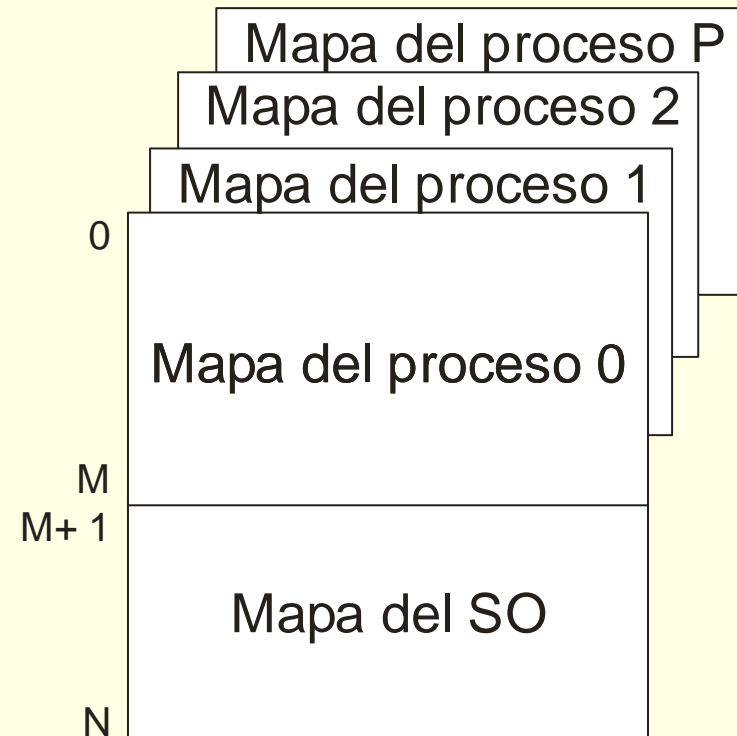 Mapa del proceso P
Mapa del proceso 2
Mapa del proceso 1
0
Mapa del proceso 0
M
M+ 1
Mapa del SO
N